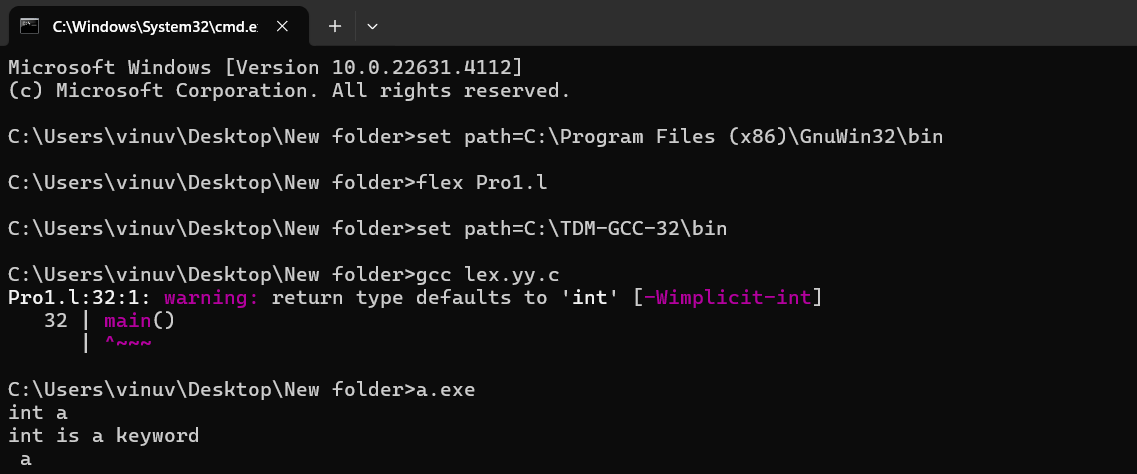 C:\Windows\System32\cmd.e
Microsoft Windows [Version 10.0.22631.4112]
(c) Microsoft Corporation. All rights reserved.
C:\Users\vinuv\Desktop\New folder>set path=C:\Program Files (x86)\GnuWin32\bin
C:\Users\vinuv\Desktop\New folder>flex Pro1.l
C:\Users\vinuv\Desktop\New folder>set path=C:\TDM-GCC-32\bin
C:\Users\vinuv\Desktop\New folder>gcc lex.yy.c
Pro1.l:32:1: warning: return type defaults to 'int' [-Wimplicit-int]
   32 | main()
      | ^~~~
C:\Users\vinuv\Desktop\New folder>a.exe
int a
int is a keyword
 a